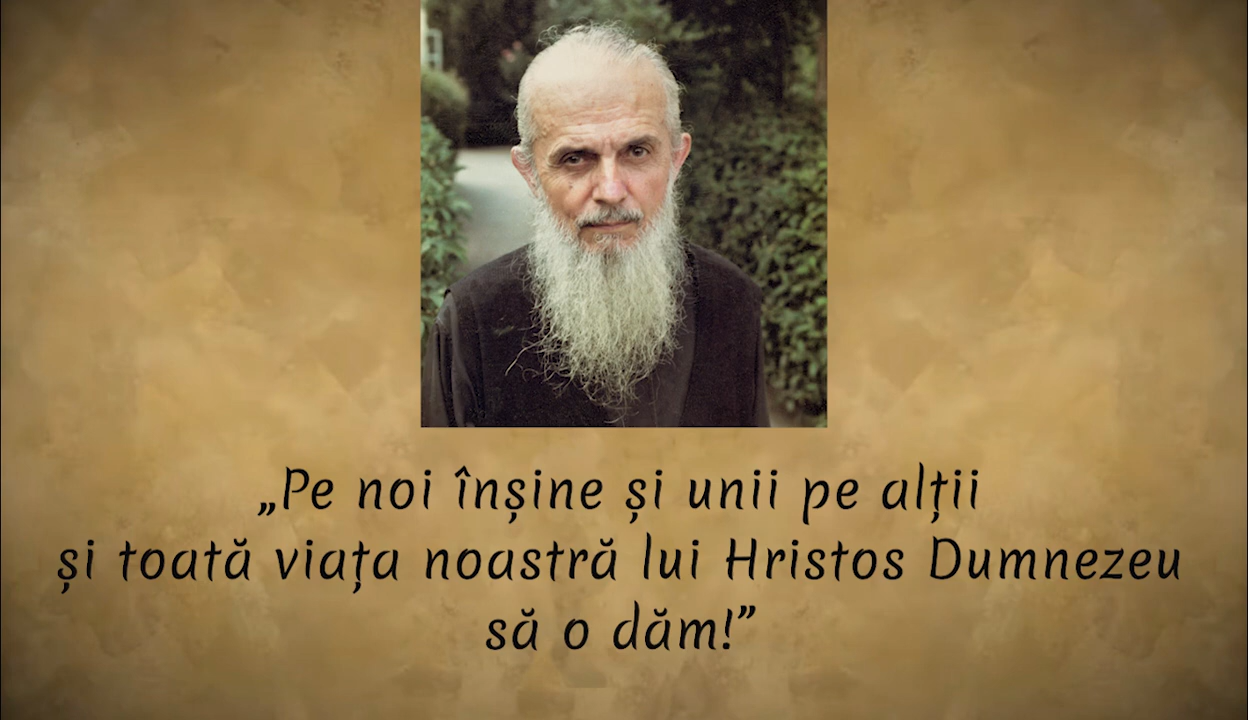 „Pe noi înșine și unii pe alții
și toată viața noastră lui Hristos Dumnezeu
să o dăm!”